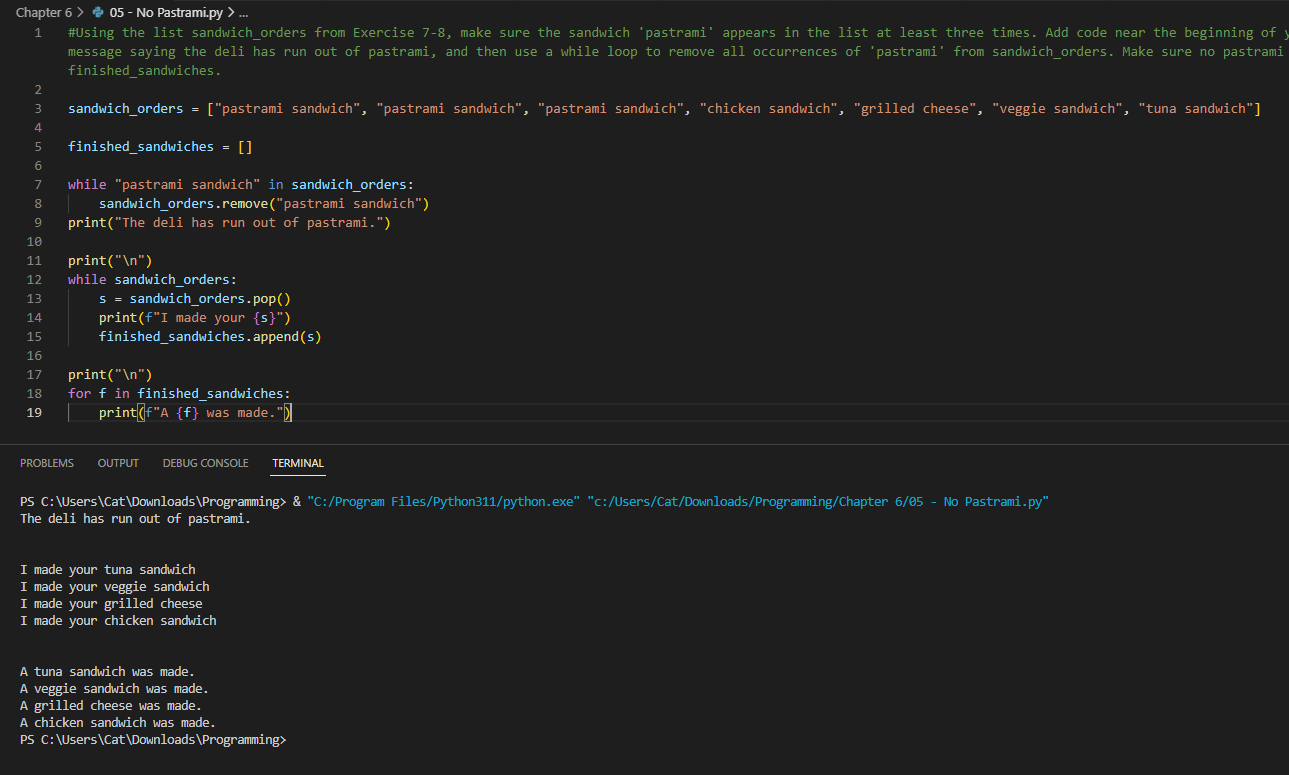 Chapter 6 > 05 - No Pastrami.py > ...
1 #Using the list sandwich_orders from Exercise 7-8, make sure the sandwich 'pastrami' appears in the list at least three times. Add code near the beginning of y
message saying the deli has run out of pastrami, and then use a while loop to remove all occurrences of 'pastrami' from sandwich_orders. Make sure no pastrami
finished_sandwiches.
2
3 sandwich_orders = ["pastrami sandwich", "pastrami sandwich", "pastrami sandwich", "chicken sandwich", "grilled cheese", "veggie sandwich", "tuna sandwich"]
4
5 finished_sandwiches = []
6
7 while "pastrami sandwich" in sandwich_orders:
8     sandwich_orders.remove("pastrami sandwich")
9 print("The deli has run out of pastrami.")
10
11 print("\n")
12 while sandwich_orders:
13     s = sandwich_orders.pop()
14     print(f"I made your {s}")
15     finished_sandwiches.append(s)
16
17 print("\n")
18 for f in finished_sandwiches:
19     print(f"A {f} was made.")
PROBLEMS OUTPUT DEBUG CONSOLE TERMINAL
PS C:\Users\Cat\Downloads\Programming> & "C:/Program Files/Python311/python.exe" "c:/Users/Cat/Downloads/Programming/Chapter 6/05 - No Pastrami.py"
The deli has run out of pastrami.
I made your tuna sandwich
I made your veggie sandwich
I made your grilled cheese
I made your chicken sandwich
A tuna sandwich was made.
A veggie sandwich was made.
A grilled cheese was made.
A chicken sandwich was made.
PS C:\Users\Cat\Downloads\Programming>